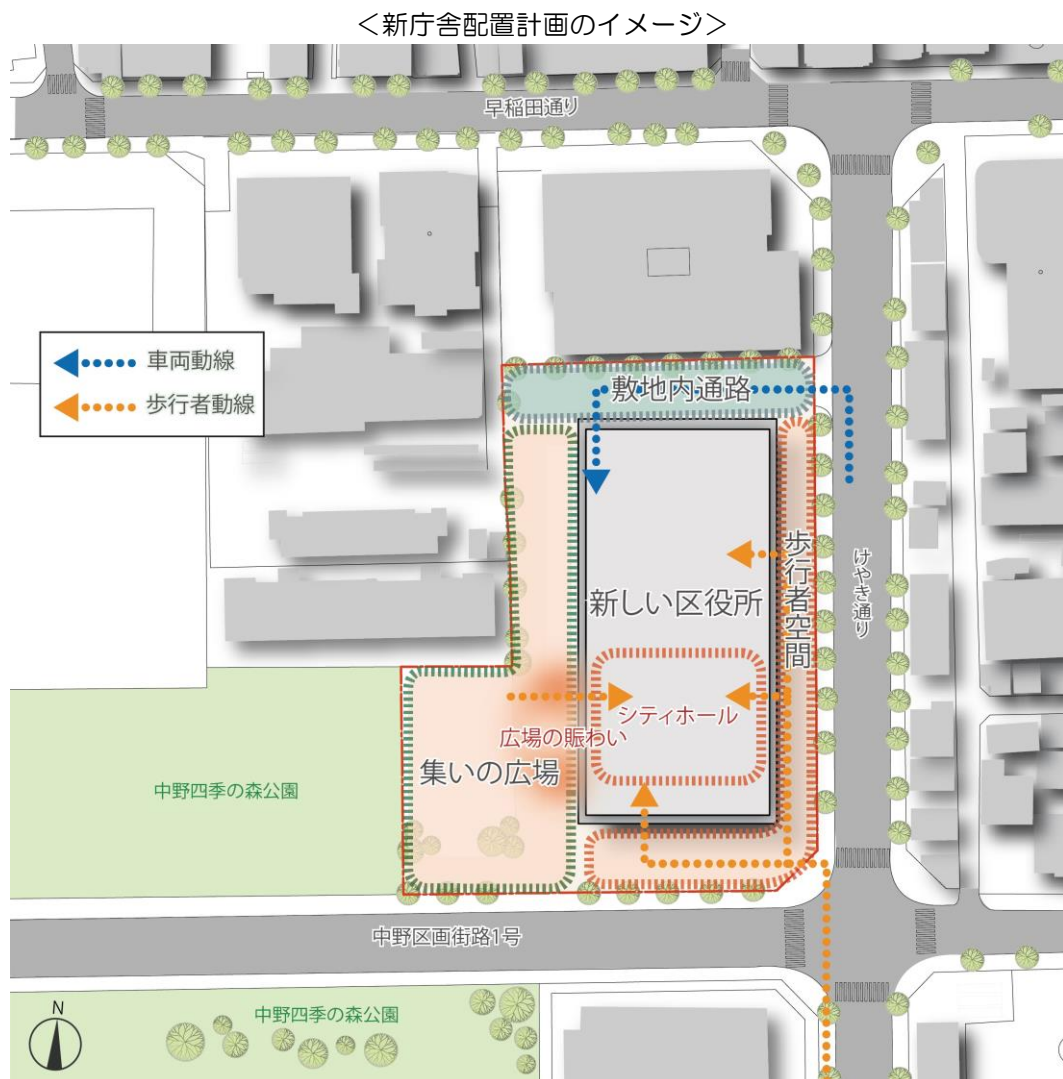 ＜新庁舎配置計画のイメージ＞
早稲田通り
車両動線
歩行者動線
敷地内通路
歩行者空間
けやき通り
新しい区役所
シティホール
広場の賑わい
集いの広場
中野四季の森公園
中野区画街路1号
N
中野四季の森公園